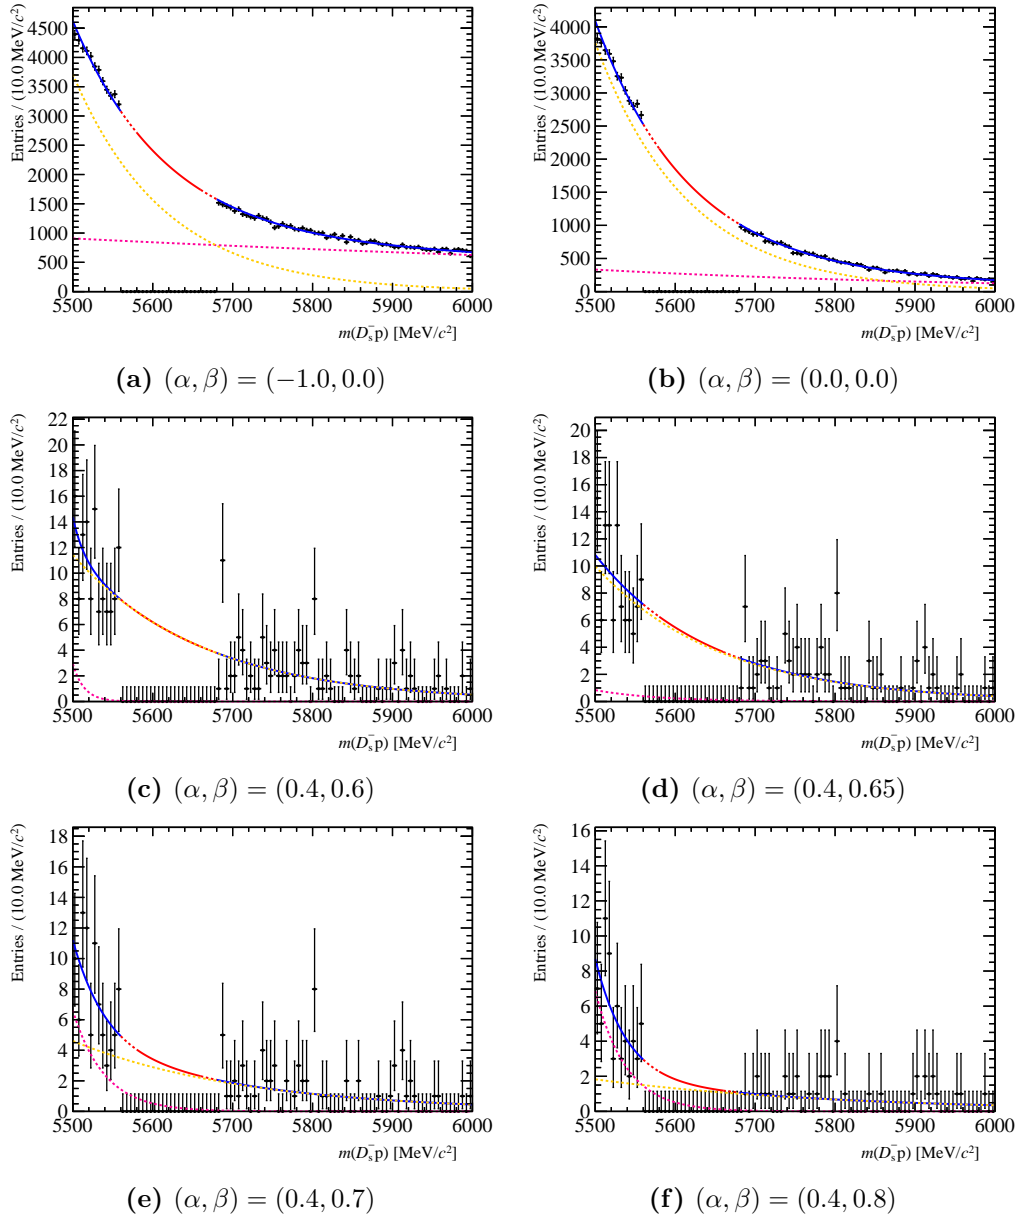 Entries / (10.0 MeV/c²)
4500
4000
3500
3000
2500
2000
1500
1000
500
0
5500 5600 5700 5800 5900 6000
m(D_s^- p) [MeV/c²]
(a) (α, β) = (−1.0, 0.0)
Entries / (10.0 MeV/c²)
4000
3500
3000
2500
2000
1500
1000
500
0
5500 5600 5700 5800 5900 6000
m(D_s^- p) [MeV/c²]
(b) (α, β) = (0.0, 0.0)
Entries / (10.0 MeV/c²)
22
20
18
16
14
12
10
8
6
4
2
0
5500 5600 5700 5800 5900 6000
m(D_s^- p) [MeV/c²]
(c) (α, β) = (0.4, 0.6)
Entries / (10.0 MeV/c²)
20
18
16
14
12
10
8
6
4
2
0
5500 5600 5700 5800 5900 6000
m(D_s^- p) [MeV/c²]
(d) (α, β) = (0.4, 0.65)
Entries / (10.0 MeV/c²)
18
16
14
12
10
8
6
4
2
0
5500 5600 5700 5800 5900 6000
m(D_s^- p) [MeV/c²]
(e) (α, β) = (0.4, 0.7)
Entries / (10.0 MeV/c²)
16
14
12
10
8
6
4
2
0
5500 5600 5700 5800 5900 6000
m(D_s^- p) [MeV/c²]
(f) (α, β) = (0.4, 0.8)